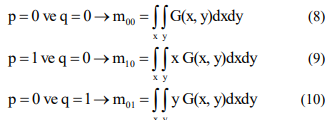 p = 0 ve q = 0 → m₀₀ = ∫∫ G(x, y)dxdy (8)
x y
p = 1 ve q = 0 → m₁₀ = ∫∫ x G(x, y)dxdy (9)
x y
p = 0 ve q = 1 → m₀₁ = ∫∫ y G(x, y)dxdy (10)
x y